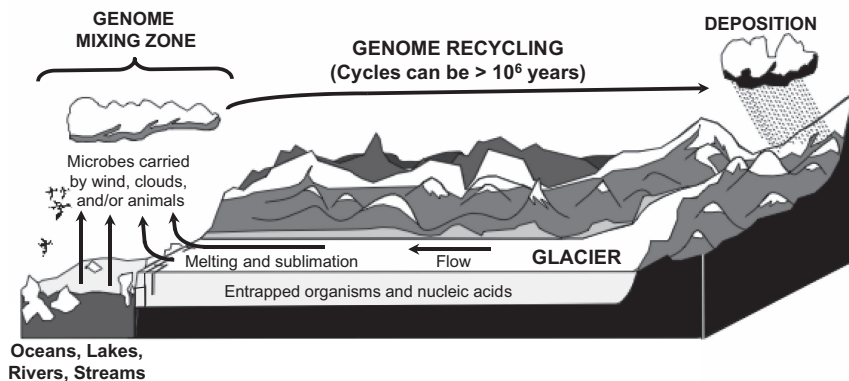 GENOME
MIXING ZONE
GENOME RECYCLING
(Cycles can be > 10⁶ years)
DEPOSITION
Microbes carried
by wind, clouds,
and/or animals
Melting and sublimation
Flow
GLACIER
Entrapped organisms and nucleic acids
Oceans, Lakes,
Rivers, Streams